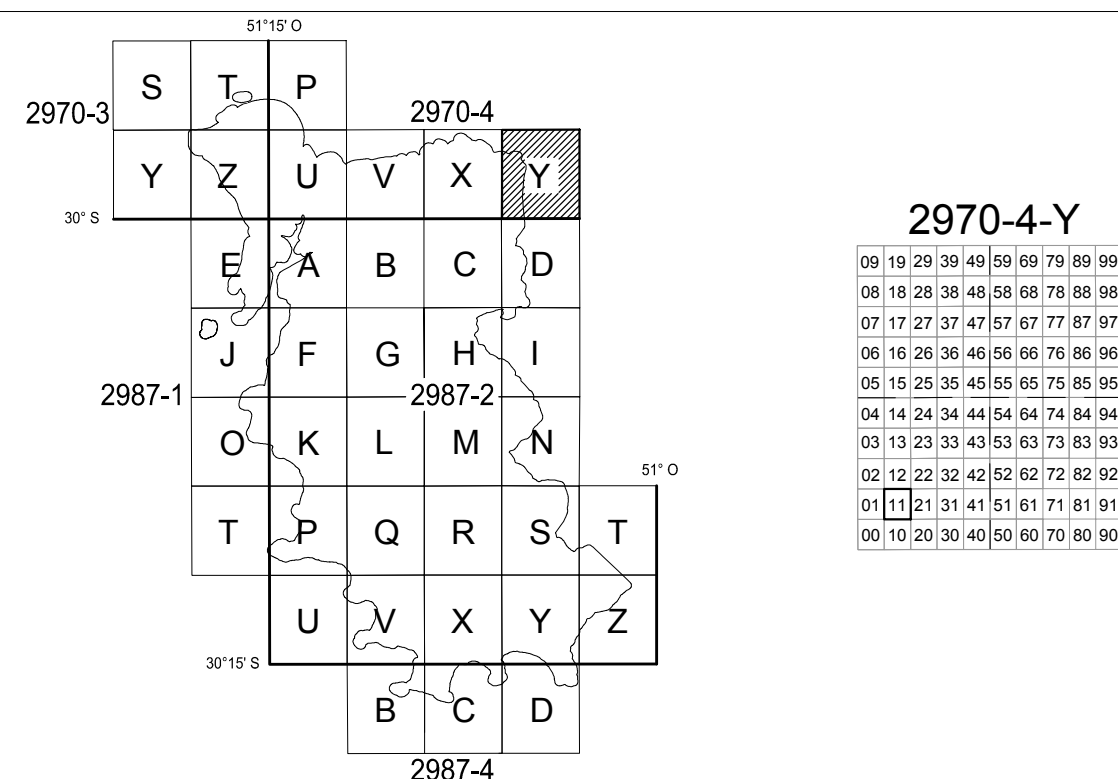 51°15' O
S T P
2970-3
2970-4
Y Z U V X Y
30° S
E A B C D
J F G H I
2987-1
2987-2
O K L M N
51° O
T P Q R S T
U V X Y Z
30°15' S
B C D
2987-4
2970-4-Y
09 19 29 39 49 59 69 79 89 99
08 18 28 38 48 58 68 78 88 98
07 17 27 37 47 57 67 77 87 97
06 16 26 36 46 56 66 76 86 96
05 15 25 35 45 55 65 75 85 95
04 14 24 34 44 54 64 74 84 94
03 13 23 33 43 53 63 73 83 93
02 12 22 32 42 52 62 72 82 92
01 11 21 31 41 51 61 71 81 91
00 10 20 30 40 50 60 70 80 90